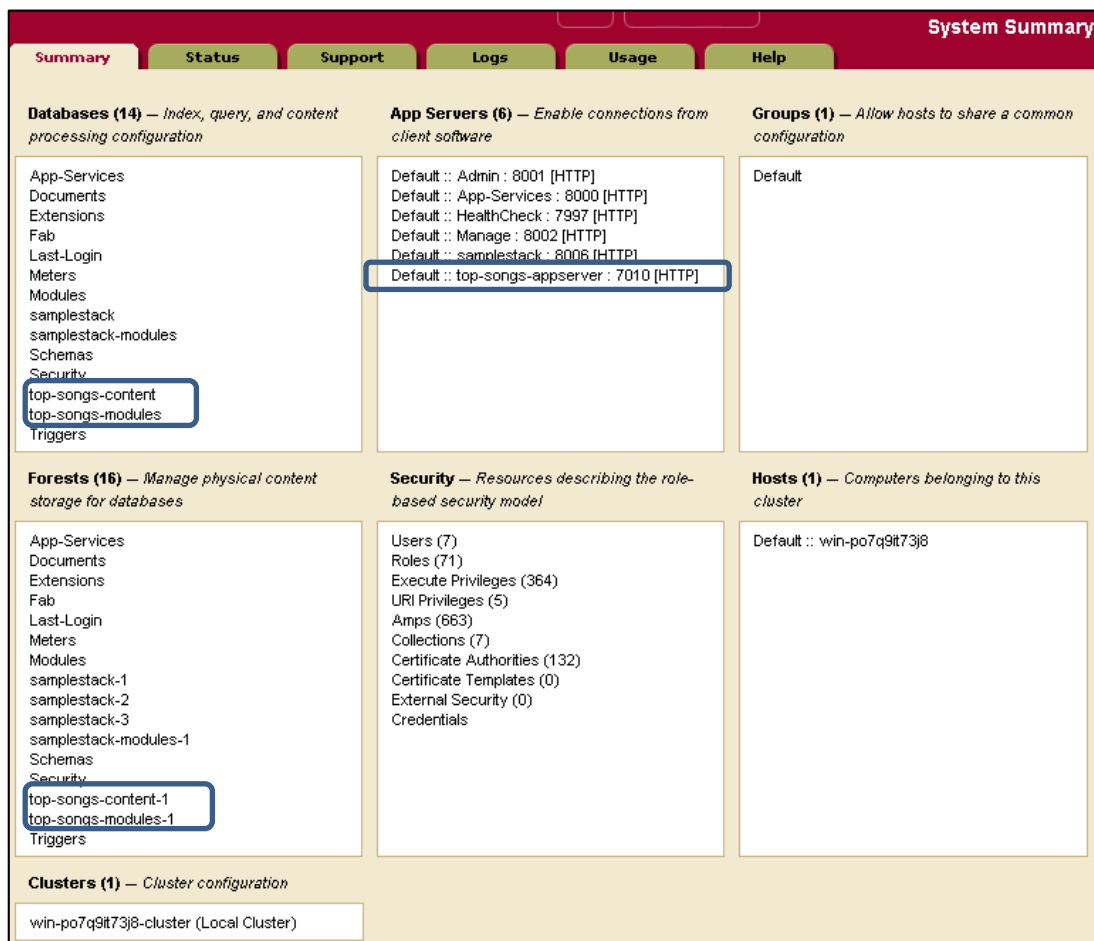 System Summary
Summary
Status
Support
Logs
Usage
Help
Databases (14) — Index, query, and content
processing configuration
App-Services
Documents
Extensions
Fab
Last-Login
Meters
Modules
samplestack
samplestack-modules
Schemas
Security
top-songs-content
top-songs-modules
Triggers
App Servers (6) — Enable connections from
client software
Default :: Admin : 8001 [HTTP]
Default :: App-Services : 8000 [HTTP]
Default :: HealthCheck : 7997 [HTTP]
Default :: Manage : 8002 [HTTP]
Default :: samplestack : 8006 [HTTP]
Default :: top-songs-appserver : 7010 [HTTP]
Groups (1) — Allow hosts to share a common
configuration
Default
Forests (16) — Manage physical content
storage for databases
App-Services
Documents
Extensions
Fab
Last-Login
Meters
Modules
samplestack-1
samplestack-2
samplestack-3
samplestack-modules-1
Schemas
Security
top-songs-content-1
top-songs-modules-1
Triggers
Security — Resources describing the role-
based security model
Users (7)
Roles (71)
Execute Privileges (364)
URI Privileges (5)
Amps (663)
Collections (7)
Certificate Authorities (132)
Certificate Templates (0)
External Security (0)
Credentials
Hosts (1) — Computers belonging to this
cluster
Default :: win-po7q9it73j8
Clusters (1) — Cluster configuration
win-po7q9it73j8-cluster (Local Cluster)